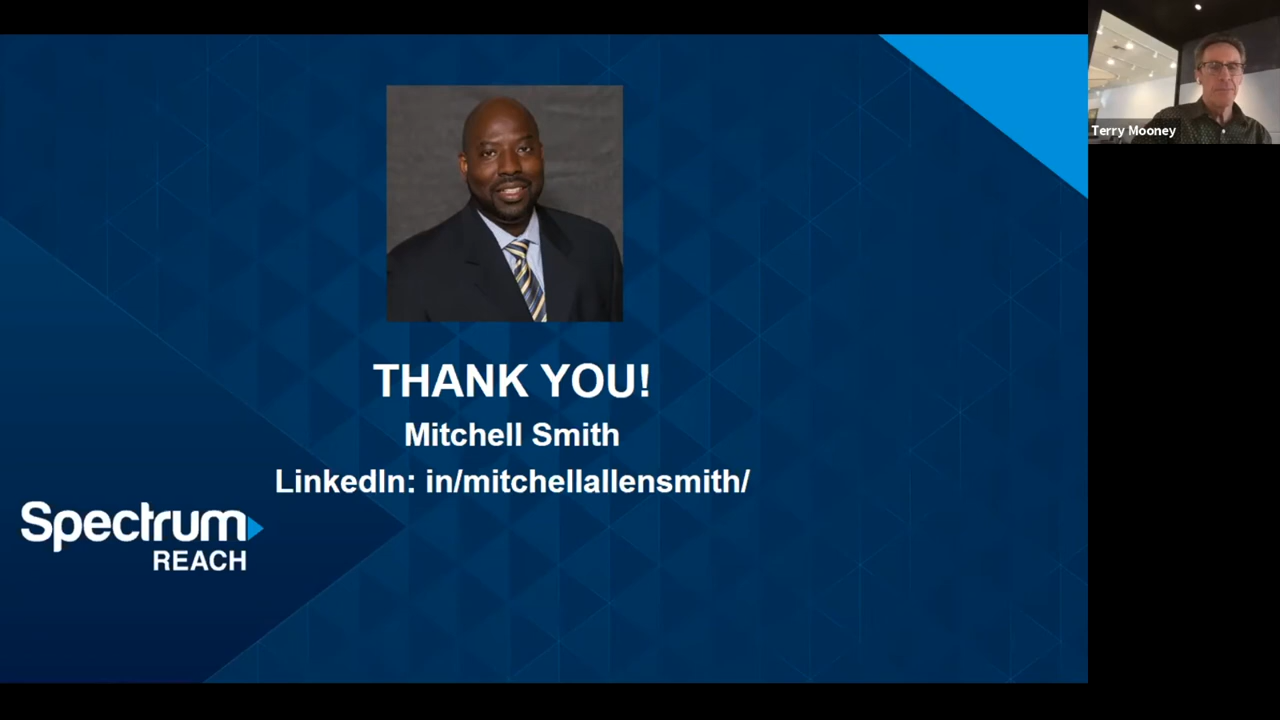 Terry Mooney
THANK YOU!
Mitchell Smith
LinkedIn: in/mitchellallensmith/
Spectrum
REACH